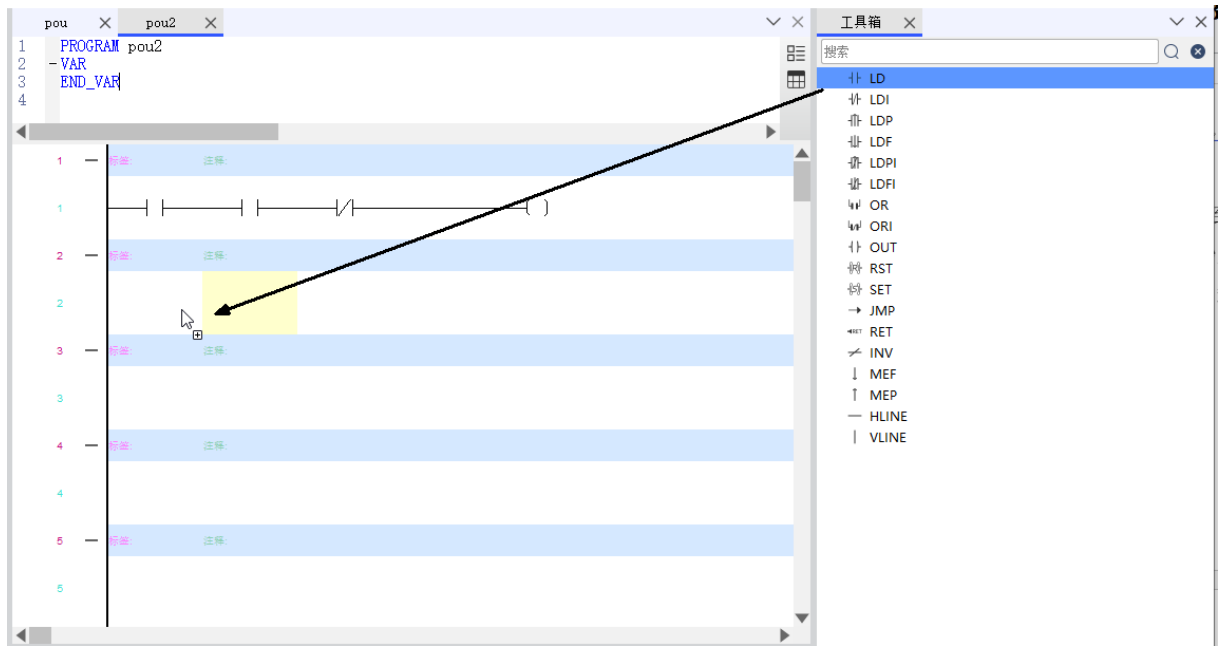 pou
pou2
1 PROGRAM pou2
2 VAR
3 END_VAR
4
1 标签: 注释:
1
2 标签: 注释:
2
3 标签: 注释:
3
4 标签: 注释:
4
5 标签: 注释:
5
工具箱
搜索
LD
LDI
LDP
LDF
LDPI
LDFI
OR
ORI
OUT
RST
SET
JMP
RET
INV
MEF
MEP
HLINE
VLINE